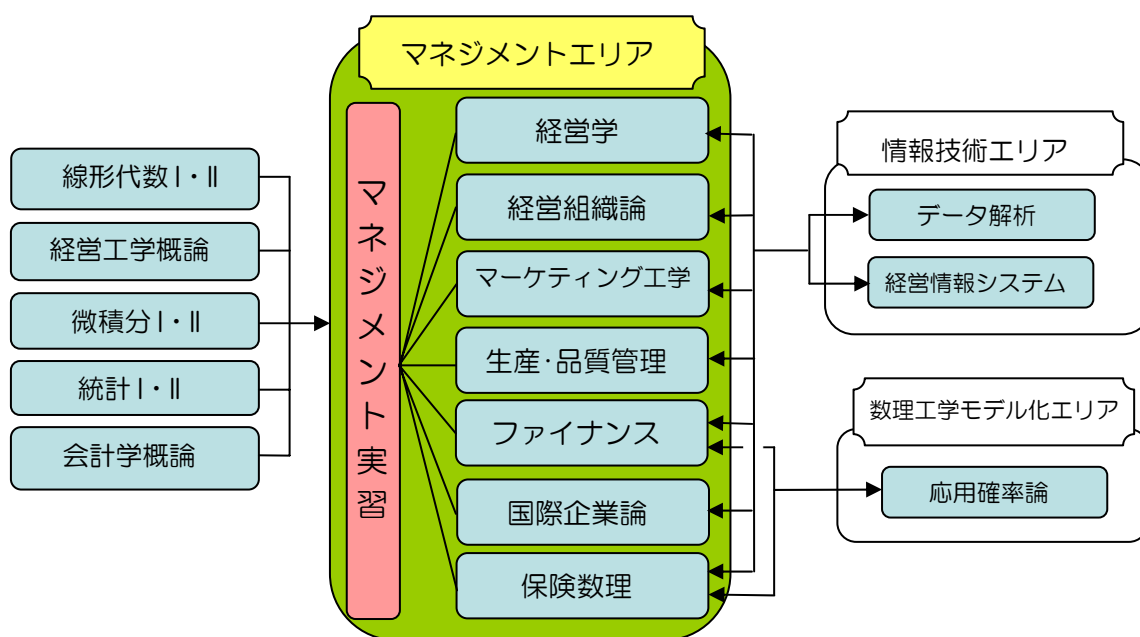 線形代数Ⅰ・Ⅱ
経営工学概論
微積分Ⅰ・Ⅱ
統計Ⅰ・Ⅱ
会計学概論
マネジメントエリア
マネジメント実習
経営学
経営組織論
マーケティング工学
生産・品質管理
ファイナンス
国際企業論
保険数理
情報技術エリア
データ解析
経営情報システム
数理工学モデル化エリア
応用確率論